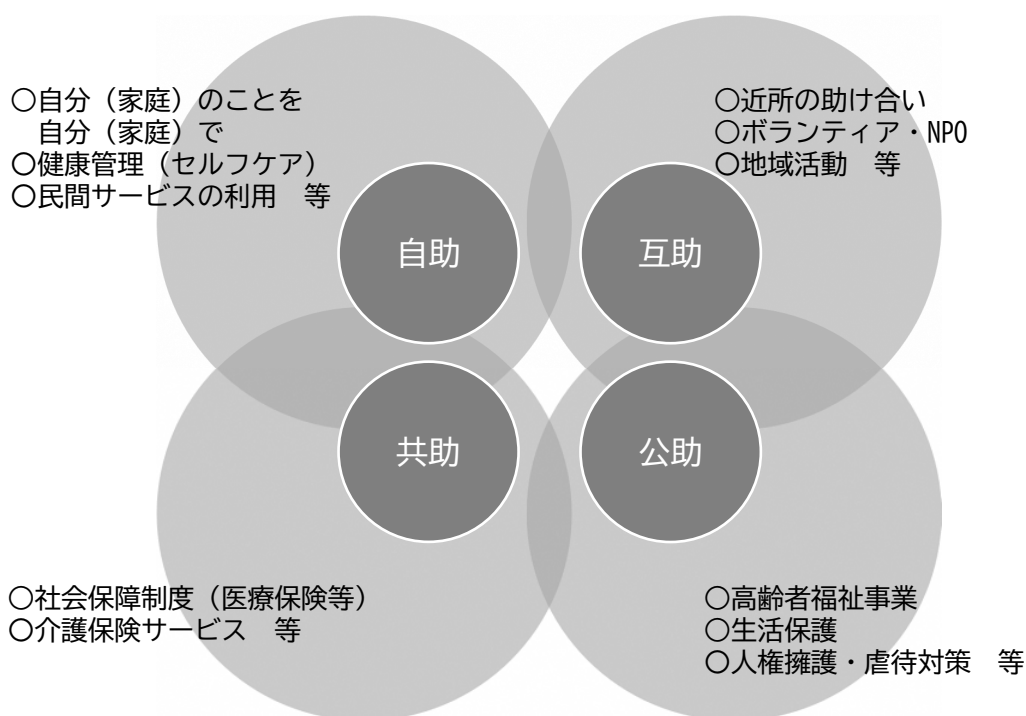 ○自分（家庭）のことを
自分（家庭）で
○健康管理（セルフケア）
○民間サービスの利用　等
○近所の助け合い
○ボランティア・NPO
○地域活動　等
自助
互助
共助
公助
○社会保障制度（医療保険等）
○介護保険サービス　等
○高齢者福祉事業
○生活保護
○人権擁護・虐待対策　等